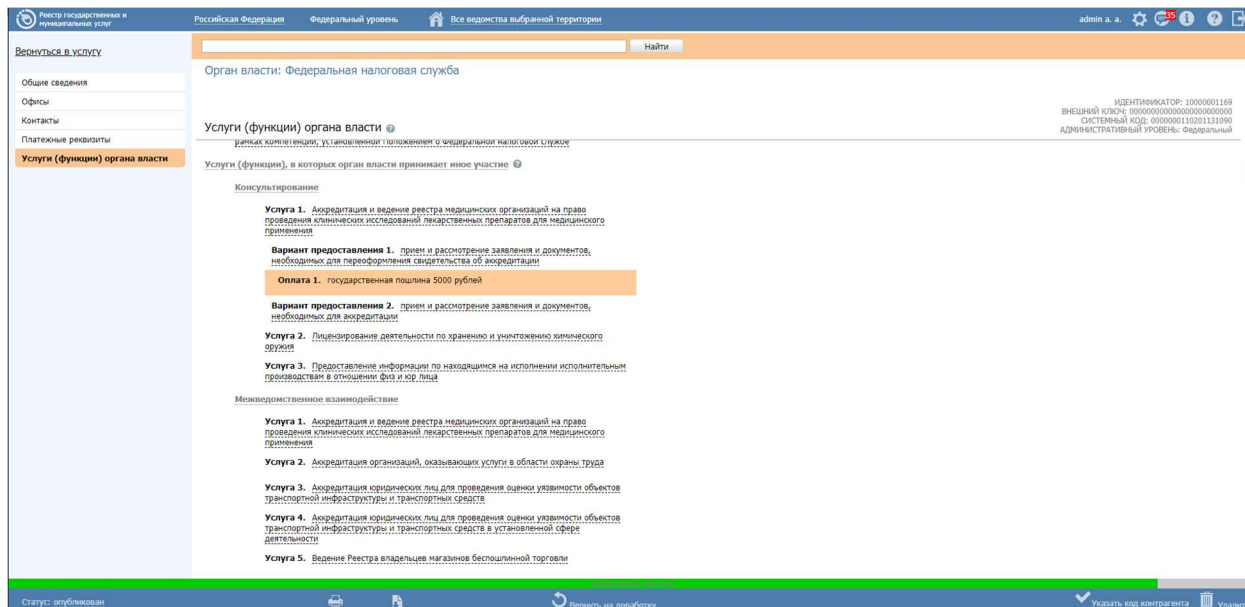 Реестр государственных и
муниципальных услуг
Российская Федерация Федеральный уровень Все ведомства выбранной территории admin a. a. 35
Вернуться в услугу
Найти
Общие сведения
Офисы
Контакты
Платежные реквизиты
Услуги (функции) органа власти
Орган власти: Федеральная налоговая служба
ИДЕНТИФИКАТОР: 10000001169
ВНЕШНИЙ КЛЮЧ:
СИСТЕМНЫЙ КОД: 000000110201131090
АДМИНИСТРАТИВНЫЙ УРОВЕНЬ: Федеральный
Услуги (функции) органа власти
рамках компетенции, установленной Положением о Федеральной налоговой службе
Услуги (функции), в которых орган власти принимает иное участие
Консультирование
Услуга 1. Аккредитация и ведение реестра медицинских организаций на право
проведения клинических исследований лекарственных препаратов для медицинского
применения
Вариант предоставления 1. прием и рассмотрение заявления и документов,
необходимых для переоформления свидетельства об аккредитации
Оплата 1. государственная пошлина 5000 рублей
Вариант предоставления 2. прием и рассмотрение заявления и документов,
необходимых для аккредитации
Услуга 2. Лицензирование деятельности по хранению и уничтожению химического
оружия
Услуга 3. Предоставление информации по находящимся на исполнении исполнительным
производствам в отношении физ и юр лица
Межведомственное взаимодействие
Услуга 1. Аккредитация и ведение реестра медицинских организаций на право
проведения клинических исследований лекарственных препаратов для медицинского
применения
Услуга 2. Аккредитация организаций, оказывающих услуги в области охраны труда
Услуга 3. Аккредитация юридических лиц для проведения оценки уязвимости объектов
транспортной инфраструктуры и транспортных средств
Услуга 4. Аккредитация юридических лиц для проведения оценки уязвимости объектов
транспортной инфраструктуры и транспортных средств в установленной сфере
деятельности
Услуга 5. Ведение Реестра владельцев магазинов беспошлинной торговли
Статус: опубликован Вернуть на доработку Указать код контрагента